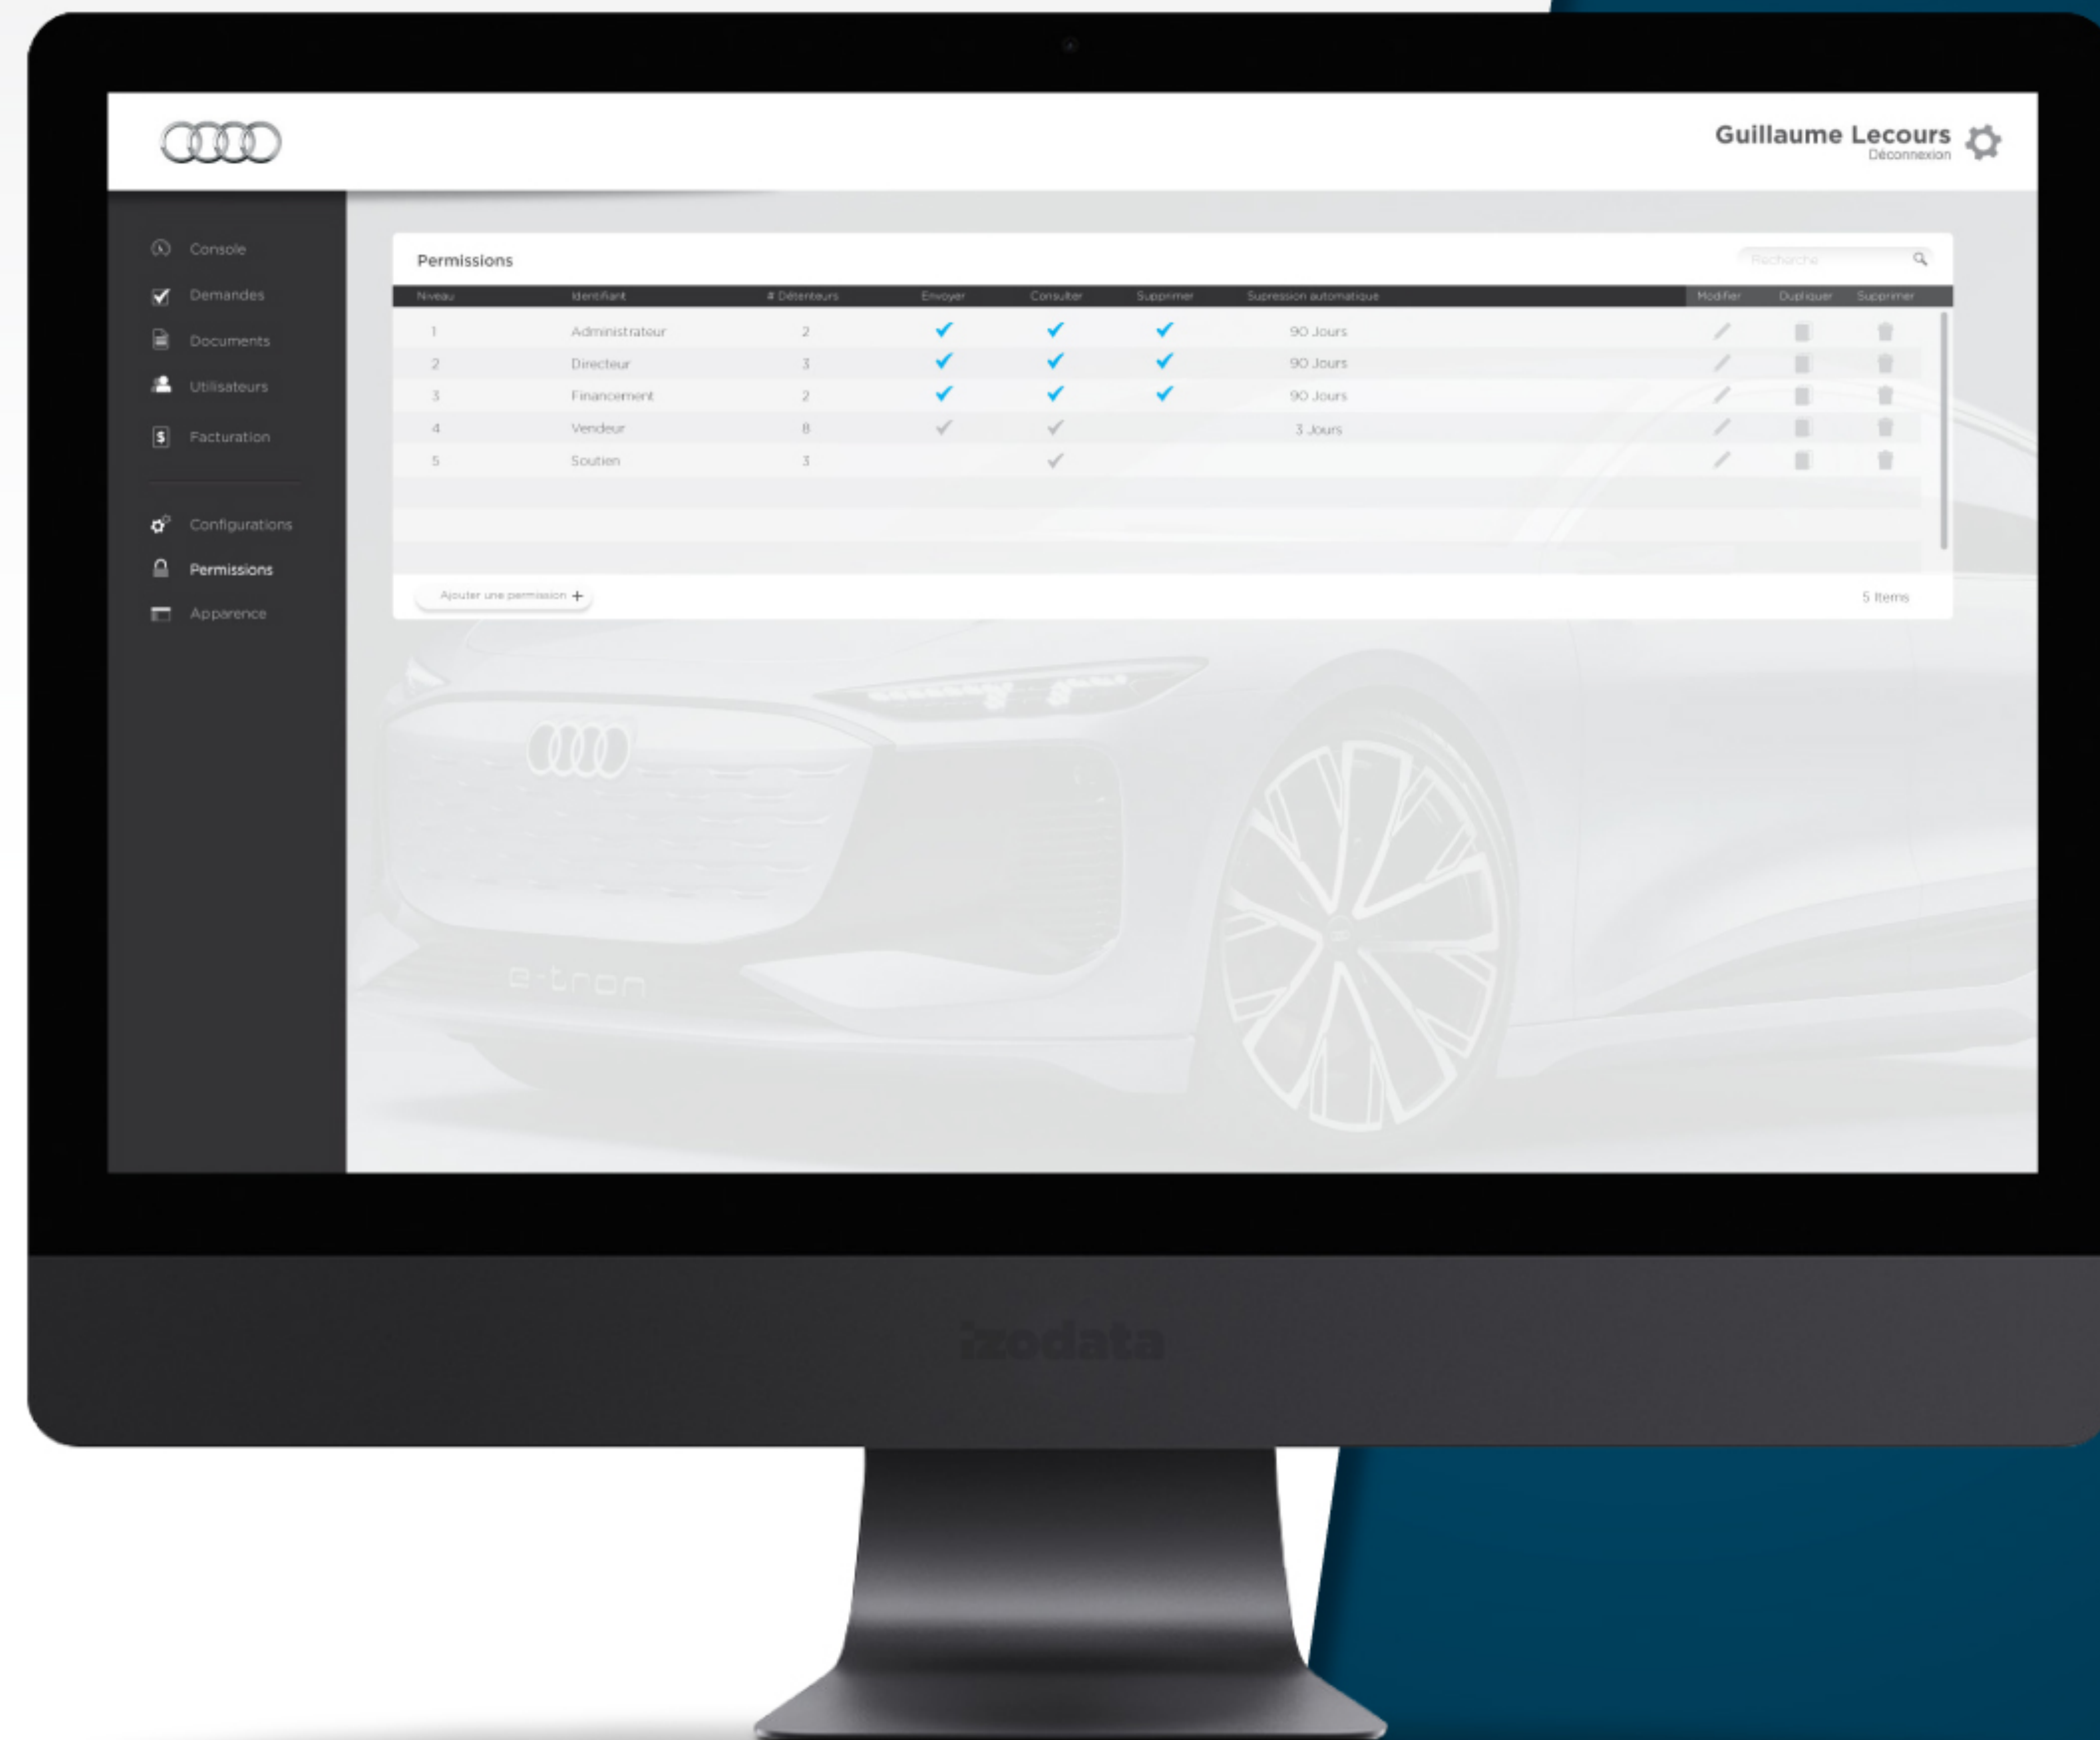 Guillaume Lecours
Déconnexion
Console
Demandes
Documents
Utilisateurs
Facturation
Configurations
Permissions
Apparence
Permissions
Recherche
Niveau Identifiant # Détenteurs Envoyer Consulter Supprimer Supression automatique Modifier Dupliquer Supprimer
1 Administrateur 2 90 Jours
2 Directeur 3 90 Jours
3 Financement 2 90 Jours
4 Vendeur 8 3 Jours
5 Soutien 3
Ajouter une permission +
5 Items
e-tron
izodata